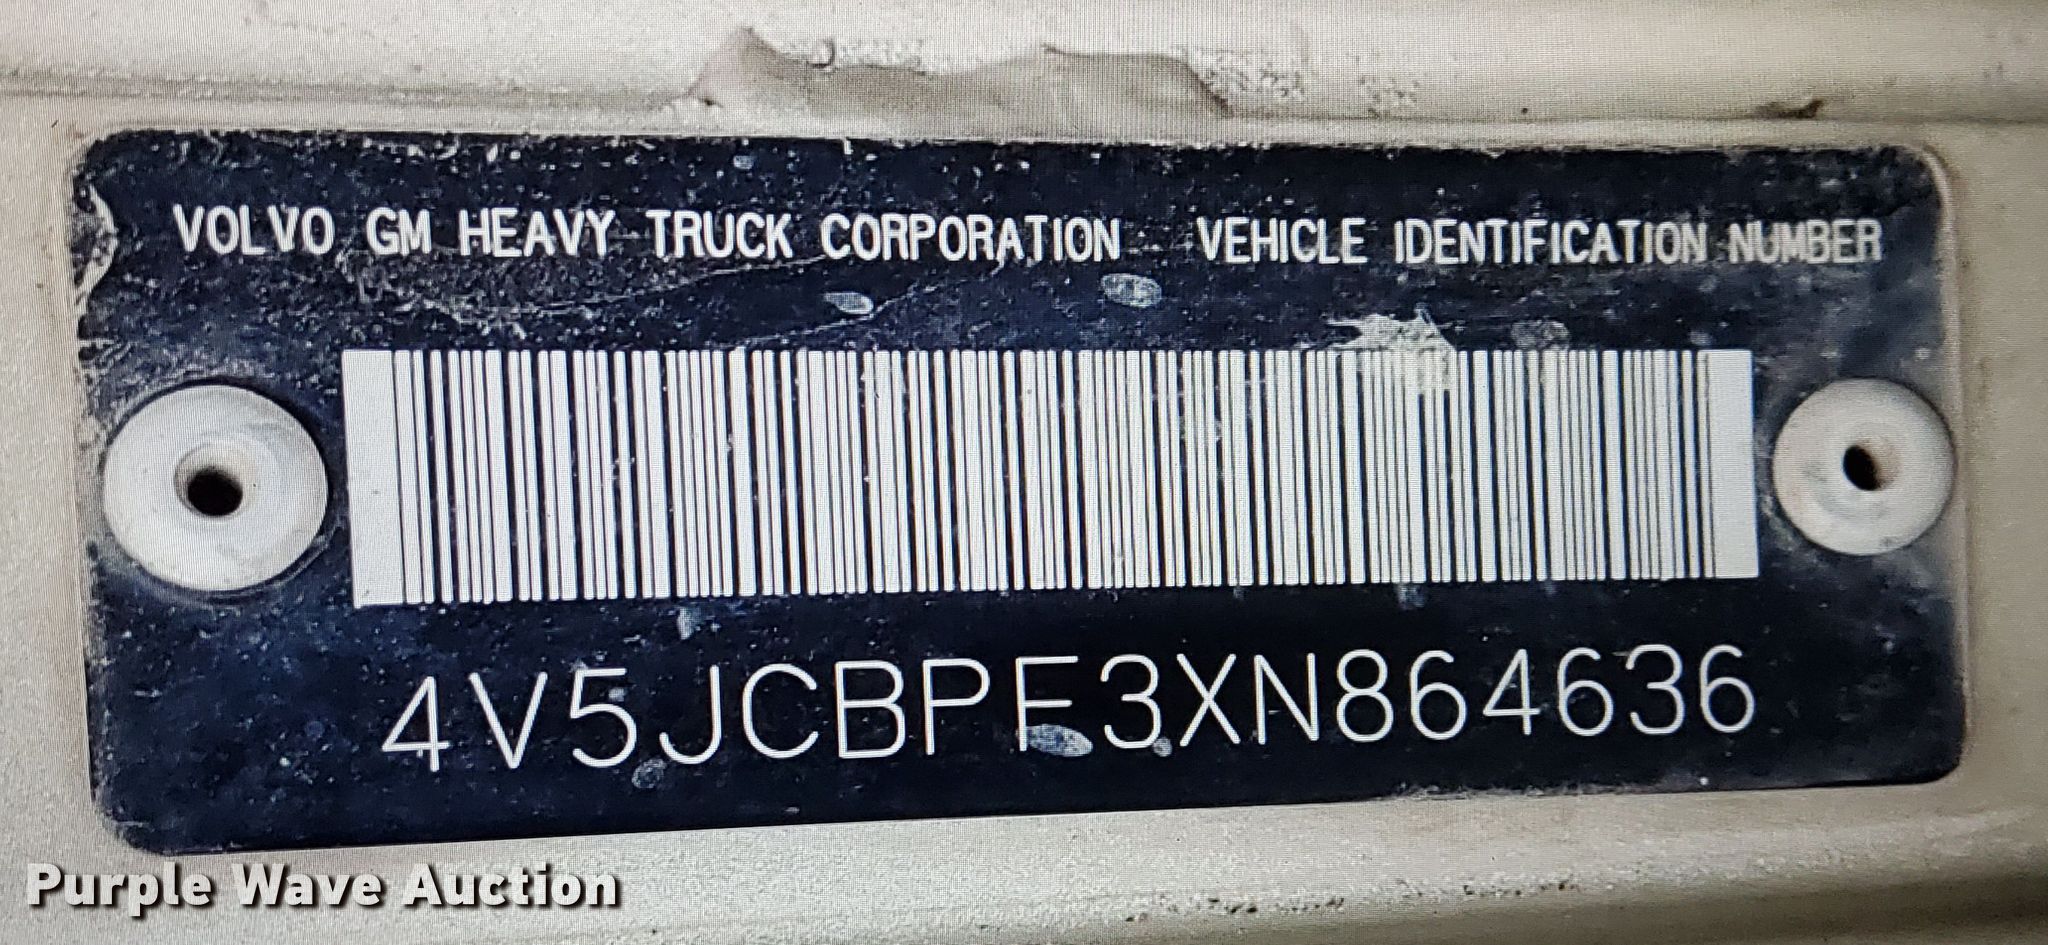 VOLVO GM HEAVY TRUCK CORPORATION VEHICLE IDENTIFICATION NUMBER
4V5JCBPF3XN864636
Purple Wave Auction